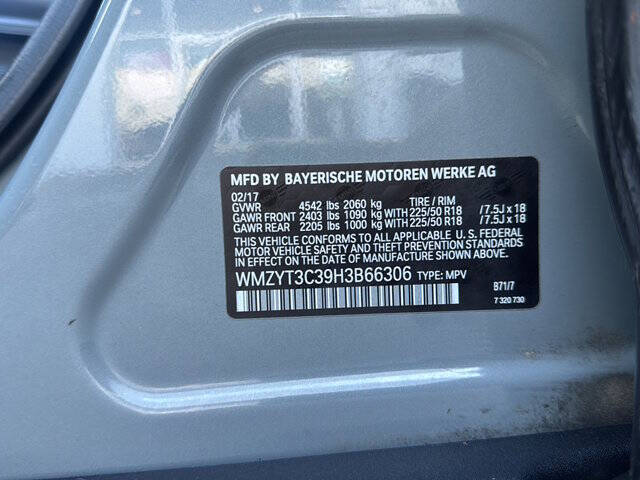 MFD BY BAYERISCHE MOTOREN WERKE AG
02/17
GVWR 4542 lbs 2060 kg TIRE / RIM
GAWR FRONT 2403 lbs 1090 kg WITH 225/50 R18 /7.5J x 18
GAWR REAR 2205 lbs 1000 kg WITH 225/50 R18 /7.5J x 18
THIS VEHICLE CONFORMS TO ALL APPLICABLE U. S. FEDERAL
MOTOR VEHICLE SAFETY AND THEFT PREVENTION STANDARDS
IN EFFECT ON THE DATE OF MANUFACTURE SHOWN ABOVE.
WMZYT3C39H3B66306 TYPE: MPV
B71/7
7 320 730